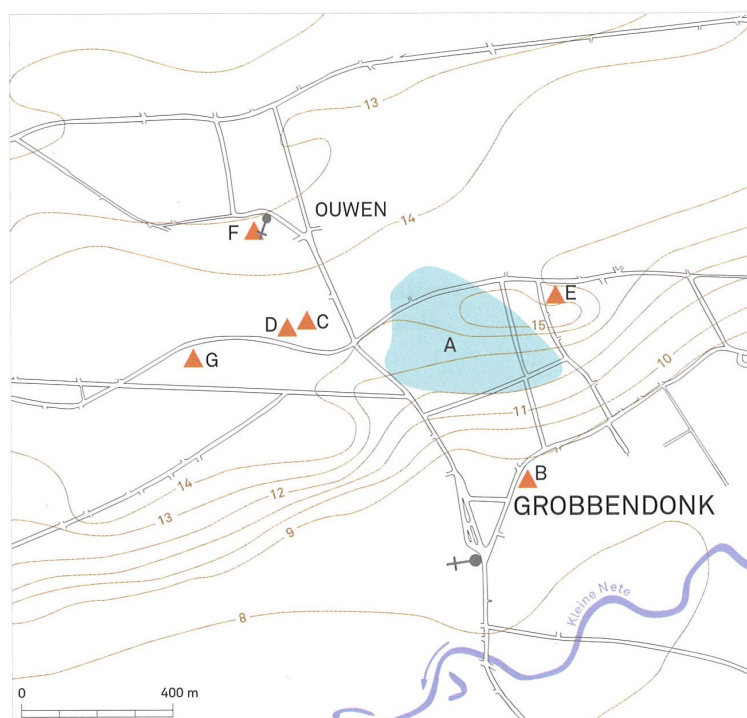 13
OUWEN
14
F
E
D
C
15
A
G
10
11
14
B
12
13
GROBBENDONK
9
Kleine Nete
8
0
400 m